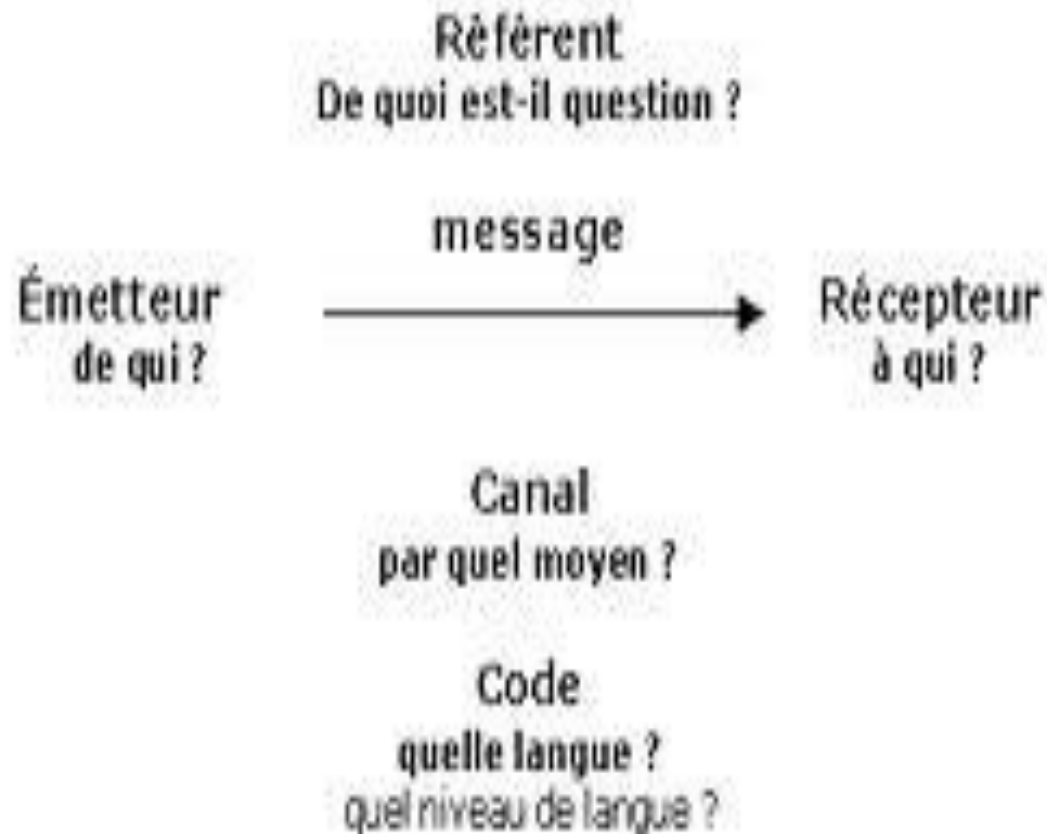 Référent
De quoi est-il question ?
message
Émetteur
de qui ?
Récepteur
à qui ?
Canal
par quel moyen ?
Code
quelle langue ?
quel niveau de langue ?